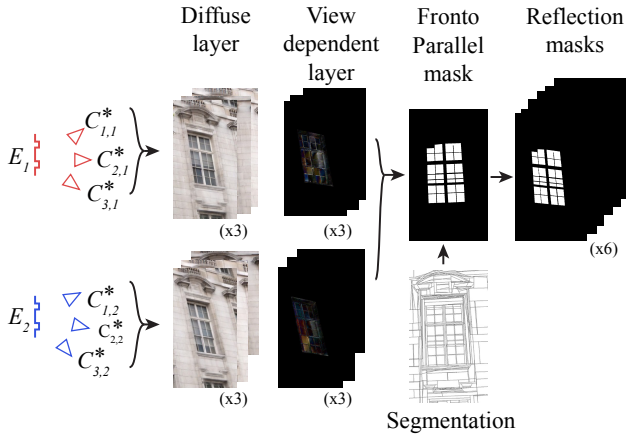 Diffuse
layer
View
dependent
layer
Fronto
Parallel
mask
Reflection
masks
E1
C*1,1
C*2,1
C*3,1
(x3)
(x3)
(x6)
E2
C*1,2
C*2,2
C*3,2
(x3)
(x3)
Segmentation